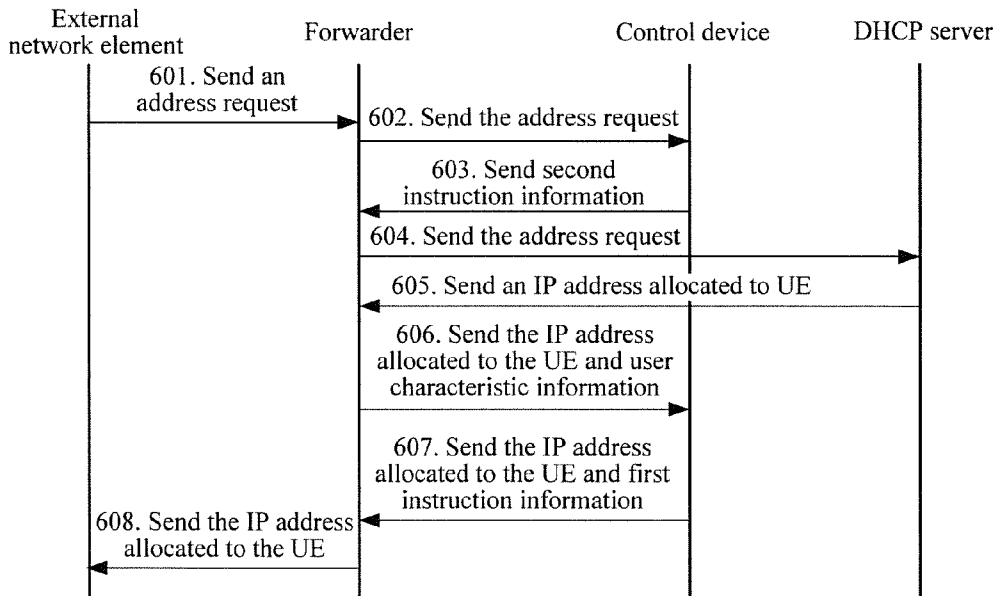 External
network element
Forwarder
Control device
DHCP server
601. Send an
address request
602. Send the address request
603. Send second
instruction information
604. Send the address request
605. Send an IP address allocated to UE
606. Send the IP address
allocated to the UE and user
characteristic information
607. Send the IP address
allocated to the UE and first
instruction information
608. Send the IP address
allocated to the UE